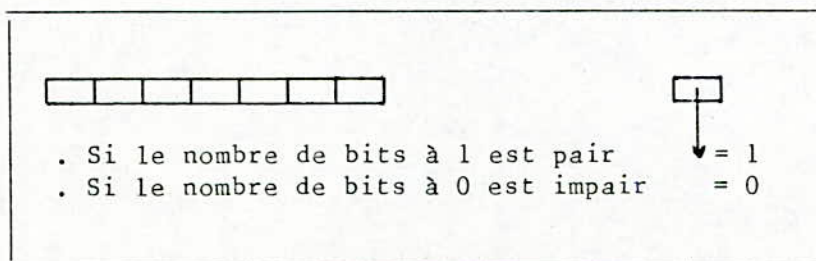 . Si le nombre de bits à 1 est pair = 1
. Si le nombre de bits à 0 est impair = 0